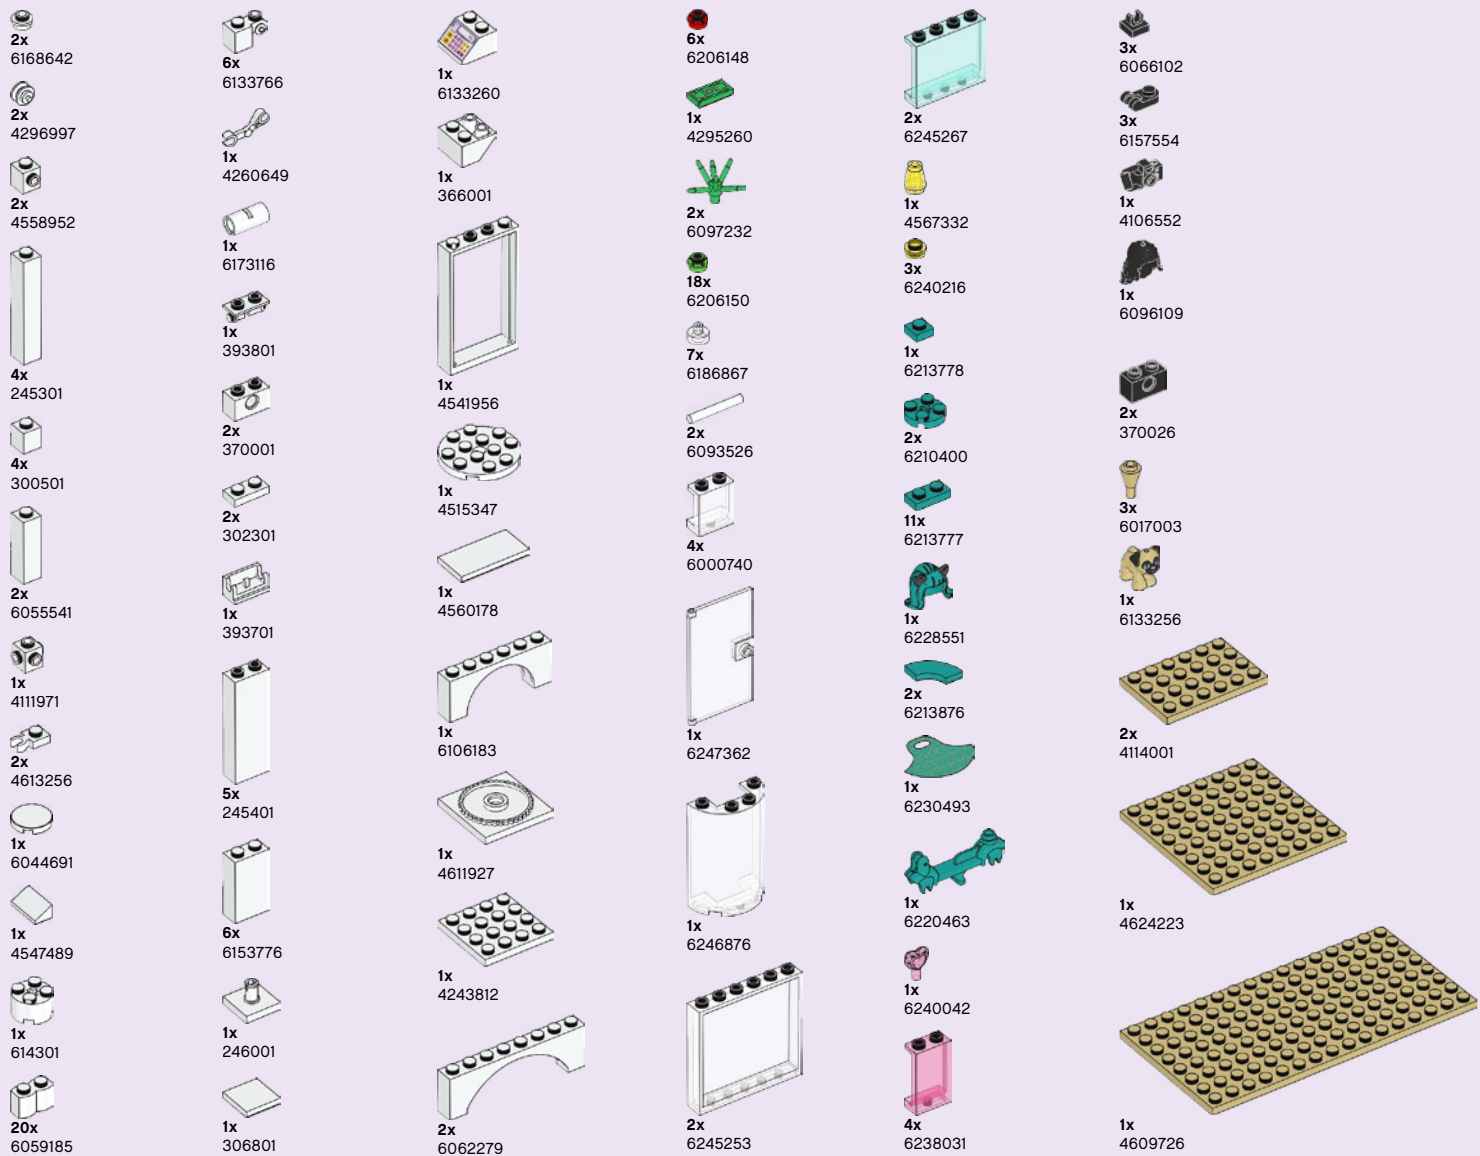 2x
6168642
2x
4296997
2x
4558952
4x
245301
4x
300501
2x
6055541
1x
4111971
2x
4613256
1x
6044691
1x
4547489
1x
614301
20x
6059185
6x
6133766
1x
4260649
1x
6173116
1x
393801
2x
370001
2x
302301
1x
393701
5x
245401
6x
6153776
1x
246001
1x
306801
1x
6133260
1x
366001
1x
4541956
1x
4515347
1x
4560178
1x
6106183
1x
4611927
1x
4243812
2x
6062279
6x
6206148
1x
4295260
2x
6097232
18x
6206150
7x
6186867
2x
6093526
4x
6000740
1x
6247362
1x
6246876
2x
6245253
2x
6245267
1x
4567332
3x
6240216
1x
6213778
2x
6210400
11x
6213777
1x
6228551
2x
6213876
1x
6230493
1x
6220463
1x
6240042
4x
6238031
3x
6066102
3x
6157554
1x
4106552
1x
6096109
2x
370026
3x
6017003
1x
6133256
2x
4114001
1x
4624223
1x
4609726